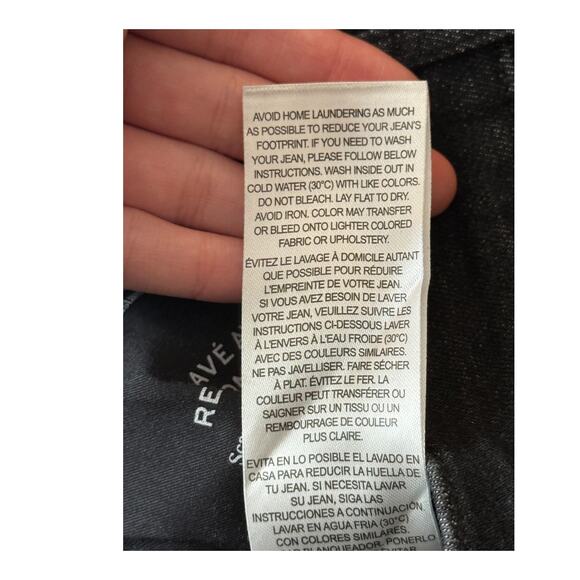 AVOID HOME LAUNDERING AS MUCH
AS POSSIBLE TO REDUCE YOUR JEAN'S
FOOTPRINT. IF YOU NEED TO WASH
YOUR JEAN, PLEASE FOLLOW BELOW
INSTRUCTIONS. WASH INSIDE OUT IN
COLD WATER (30°C) WITH LIKE COLORS.
DO NOT BLEACH. LAY FLAT TO DRY.
AVOID IRON. COLOR MAY TRANSFER
OR BLEED ONTO LIGHTER COLORED
FABRIC OR UPHOLSTERY.
ÉVITEZ LE LAVAGE À DOMICILE AUTANT
QUE POSSIBLE POUR RÉDUIRE
L'EMPREINTE DE VOTRE JEAN.
SI VOUS AVEZ BESOIN DE LAVER
VOTRE JEAN, VEUILLEZ SUIVRE LES
INSTRUCTIONS CI-DESSOUS LAVER
À L'ENVERS À L'EAU FROIDE (30°C)
AVEC DES COULEURS SIMILAIRES.
NE PAS JAVELLISER. FAIRE SÉCHER
À PLAT. ÉVITEZ LE FER. LA
COULEUR PEUT TRANSFÉRER OU
SAIGNER SUR UN TISSU OU UN
REMBOURRAGE DE COULEUR
PLUS CLAIRE.
EVITA EN LO POSIBLE EL LAVADO EN
CASA PARA REDUCIR LA HUELLA DE
TU JEAN. SI NECESITA LAVAR
SU JEAN, SIGA LAS
INSTRUCCIONES A CONTINUACIÓN
LAVAR EN AGUA FRIA (30°C)
CON COLORES SIMILARES.
BLANQUEADOR. PONERLO